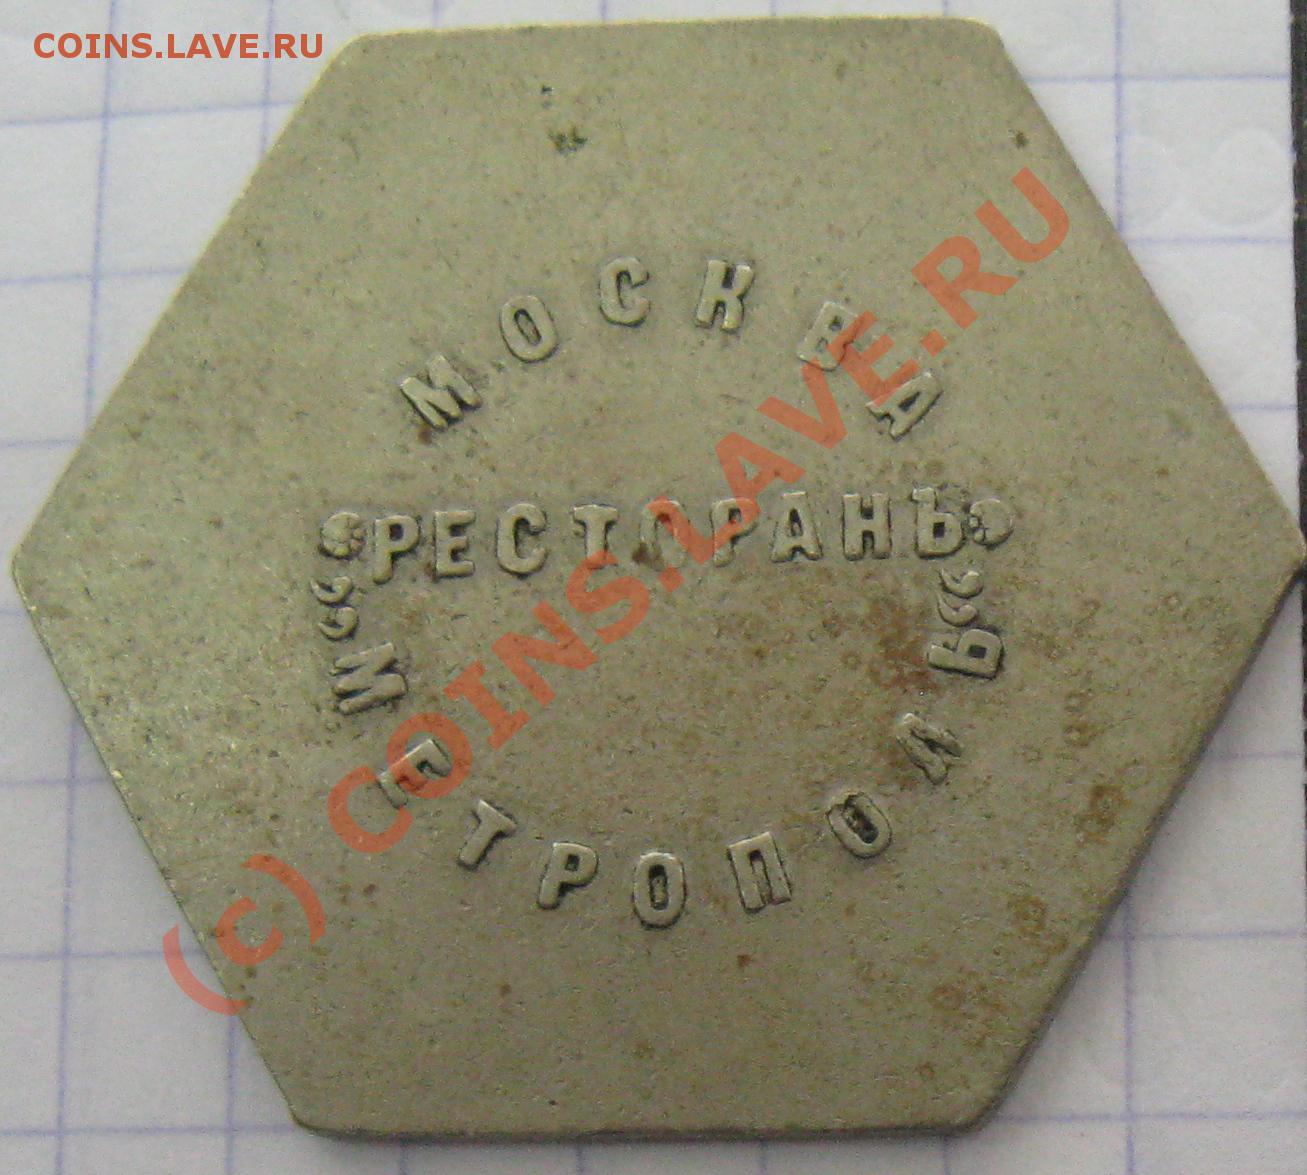 COINS.LAVE.RU
МОСКВА
РЕСТОРАНЪ
„МЕТРОПОЛЬ„
(c) COINS.LAVE.RU